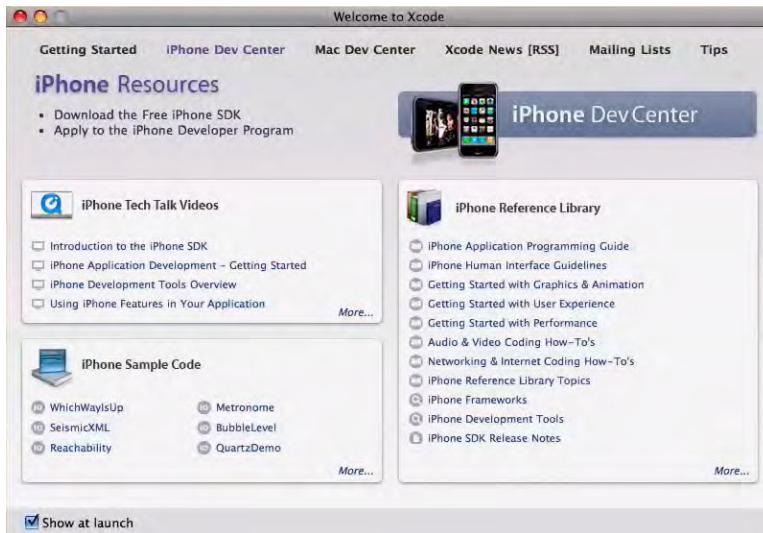 Welcome to Xcode
Getting Started iPhone Dev Center Mac Dev Center Xcode News [RSS] Mailing Lists Tips
iPhone Resources
• Download the Free iPhone SDK
• Apply to the iPhone Developer Program
iPhone DevCenter
iPhone Tech Talk Videos
Introduction to the iPhone SDK
iPhone Application Development – Getting Started
iPhone Development Tools Overview
Using iPhone Features in Your Application
More...
iPhone Sample Code
WhichWayIsUp
SeismicXML
Reachability
Metronome
BubbleLevel
QuartzDemo
More...
iPhone Reference Library
iPhone Application Programming Guide
iPhone Human Interface Guidelines
Getting Started with Graphics & Animation
Getting Started with User Experience
Getting Started with Performance
Audio & Video Coding How-To's
Networking & Internet Coding How-To's
iPhone Reference Library Topics
iPhone Frameworks
iPhone Development Tools
iPhone SDK Release Notes
More...
Show at launch